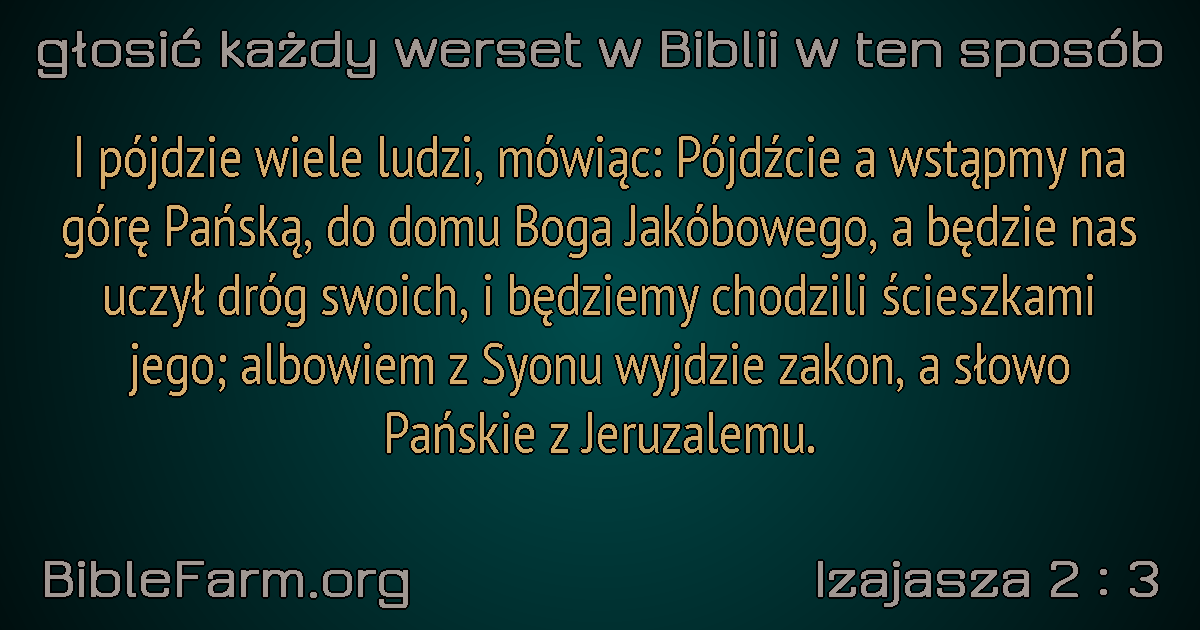 głosić każdy werset w Biblii w ten sposób
I pójdzie wiele ludzi, mówiąc: Pójdźcie a wstąpmy na
górę Pańską, do domu Boga Jakóbowego, a będzie nas
uczył dróg swoich, i będziemy chodzili ścieszkami
jego; albowiem z Syonu wyjdzie zakon, a słowo
Pańskie z Jeruzalemu.
BibleFarm.org
Izajasza 2 : 3